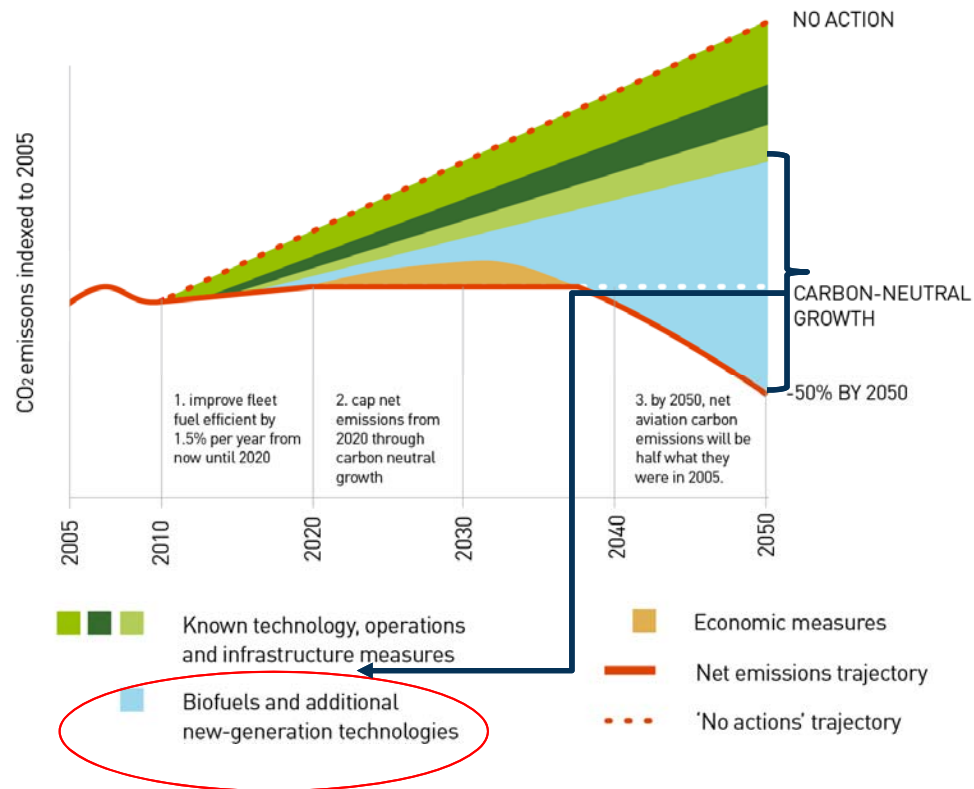 NO ACTION
CO2 emissions indexed to 2005
CARBON-NEUTRAL
GROWTH
-50% BY 2050
1. improve fleet
fuel efficient by
1.5% per year from
now until 2020
2. cap net
emissions from
2020 through
carbon neutral
growth
3. by 2050, net
aviation carbon
emissions will be
half what they
were in 2005.
2005
2010
2020
2030
2040
2050
Known technology, operations
and infrastructure measures
Biofuels and additional
new-generation technologies
Economic measures
Net emissions trajectory
‘No actions’ trajectory